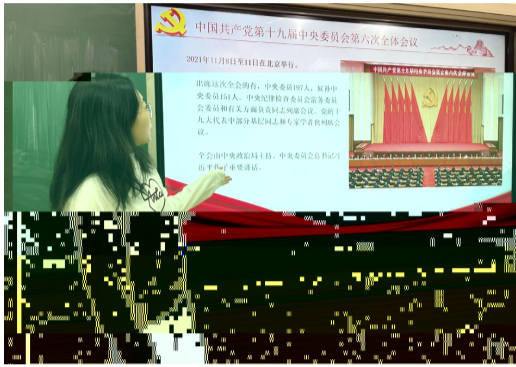 中国共产党第十九届中央委员会第六次全体会议
2021年11月8日至11日在北京举行。
出席这次全会的有，中央委员197人，候补中
央委员151人。中央纪律检查委员会常务委员
会委员和有关方面负责同志列席会议。党的十
九大代表中部分基层同志和专家学者也列席会
议。
全会由中央政治局主持。中央委员会总书记习
近平作了重要讲话。